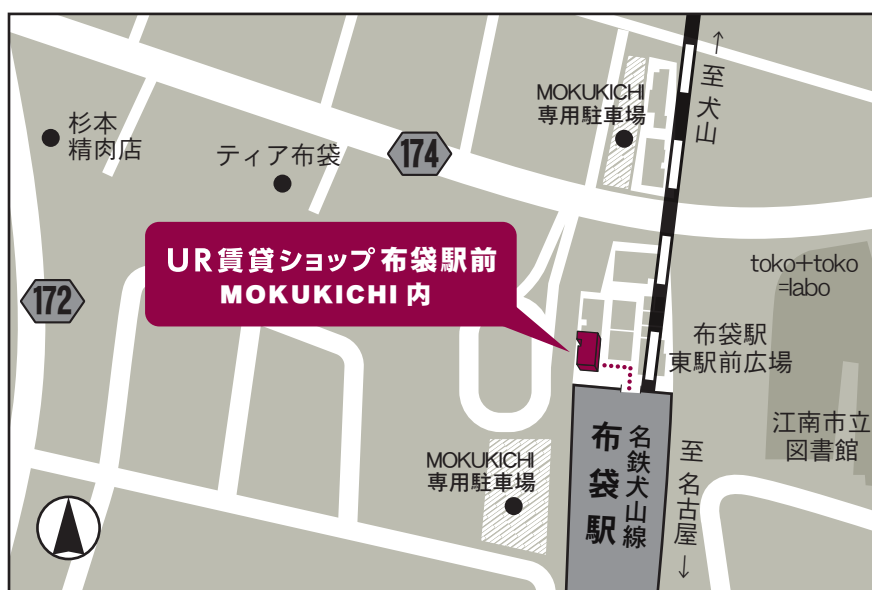 ↑
至犬山
MOKUKICHI
専用駐車場
杉本
精肉店
ティア布袋
174
UR賃貸ショップ 布袋駅前
MOKUKICHI 内
172
toko+toko
=labo
布袋駅
東駅前広場
江南市立
図書館
名鉄犬山線
布袋駅
至名古屋
↓
MOKUKICHI
専用駐車場